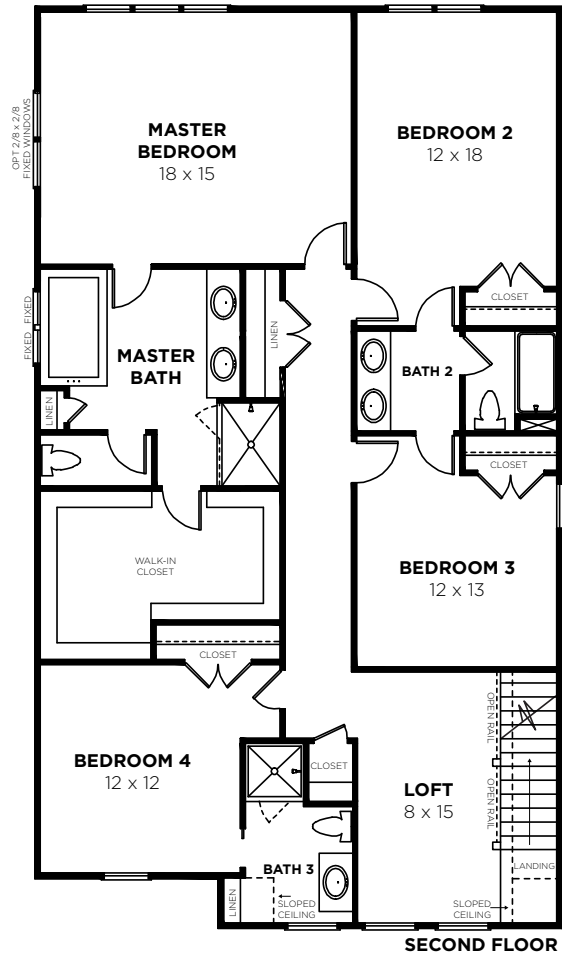 OPT 2/8 x 2/8
FIXED WINDOWS
MASTER
BEDROOM
18 x 15
BEDROOM 2
12 x 18
CLOSET
FIXED FIXED
MASTER
BATH
LINEN
BATH 2
LINEN
CLOSET
WALK-IN
CLOSET
BEDROOM 3
12 x 13
CLOSET
BEDROOM 4
12 x 12
CLOSET
OPEN RAIL
LOFT
8 x 15
OPEN RAIL
BATH 3
LANDING
LINEN
SLOPED
CEILING
SLOPED
CEILING
SECOND FLOOR